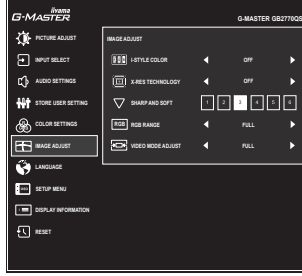 iiyama
G-MASTER
G-MASTER GB2770QS
PICTURE ADJUST
INPUT SELECT
AUDIO SETTINGS
STORE USER SETTING
COLOR SETTINGS
IMAGE ADJUST
LANGUAGE
SETUP MENU
DISPLAY INFORMATION
RESET
IMAGE ADJUST
I-STYLE COLOR OFF
X-RES TECHNOLOGY OFF
SHARP AND SOFT 1 2 3 4 5 6
RGB RGB RANGE FULL
VIDEO MODE ADJUST FULL